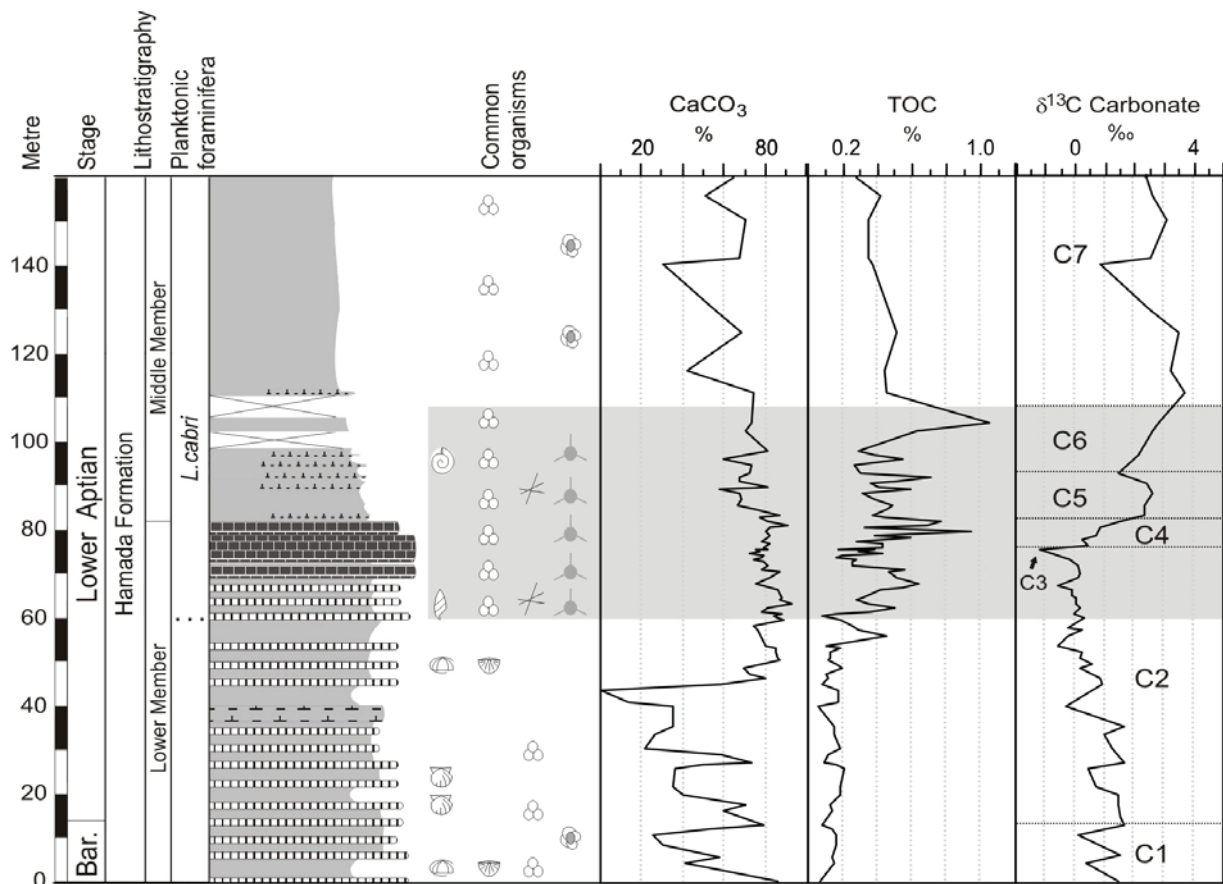 Metre
Stage
Lithostratigraphy
Planktonic
foraminifera
Common
organisms
CaCO3
%
20 80
TOC
%
0.2 1.0
δ13C Carbonate
‰
0 4
140
120
100
80
60
40
20
0
Lower Aptian
Bar.
Hamada Formation
Middle Member
Lower Member
L.cabri
C7
C6
C5
C4
C3
C2
C1